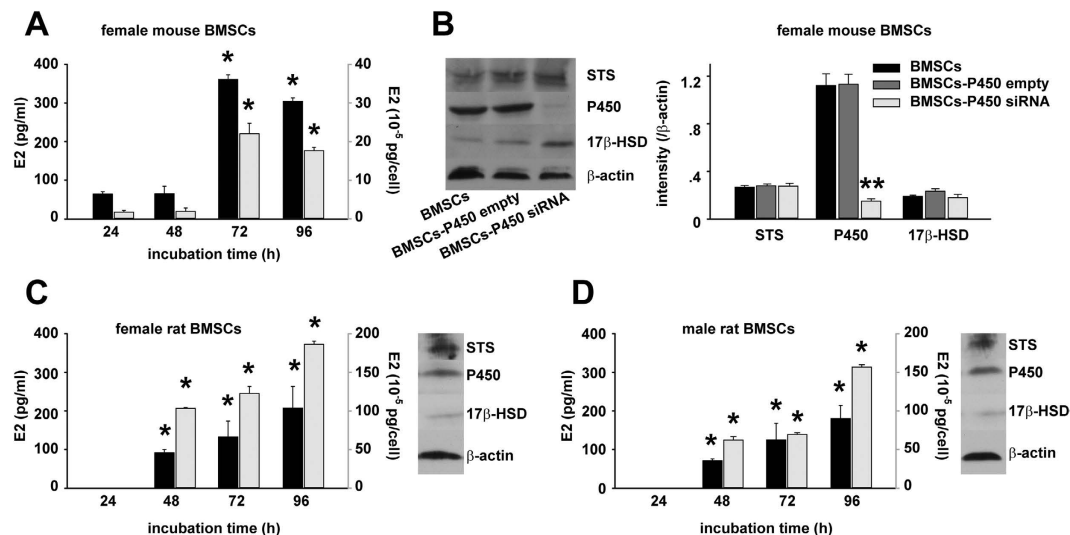 A
female mouse BMSCs
E2 (pg/ml)
400
300
200
100
0
40
30
20
10
0
E2 (10-5 pg/cell)
* * * *
24 48 72 96
incubation time (h)
B
STS
P450
17β-HSD
β-actin
BMSCs
BMSCs-P450 empty
BMSCs-P450 siRNA
female mouse BMSCs
intensity (/β-actin)
1.2
.8
.4
0
BMSCs
BMSCs-P450 empty
BMSCs-P450 siRNA
**
STS P450 17β-HSD
C
female rat BMSCs
E2 (pg/ml)
400
300
200
100
0
200
150
100
50
0
E2 (10-5 pg/cell)
* * * * * *
24 48 72 96
incubation time (h)
STS
P450
17β-HSD
β-actin
D
male rat BMSCs
E2 (pg/ml)
400
300
200
100
0
200
150
100
50
0
E2 (10-5 pg/cell)
* * * * * *
24 48 72 96
incubation time (h)
STS
P450
17β-HSD
β-actin